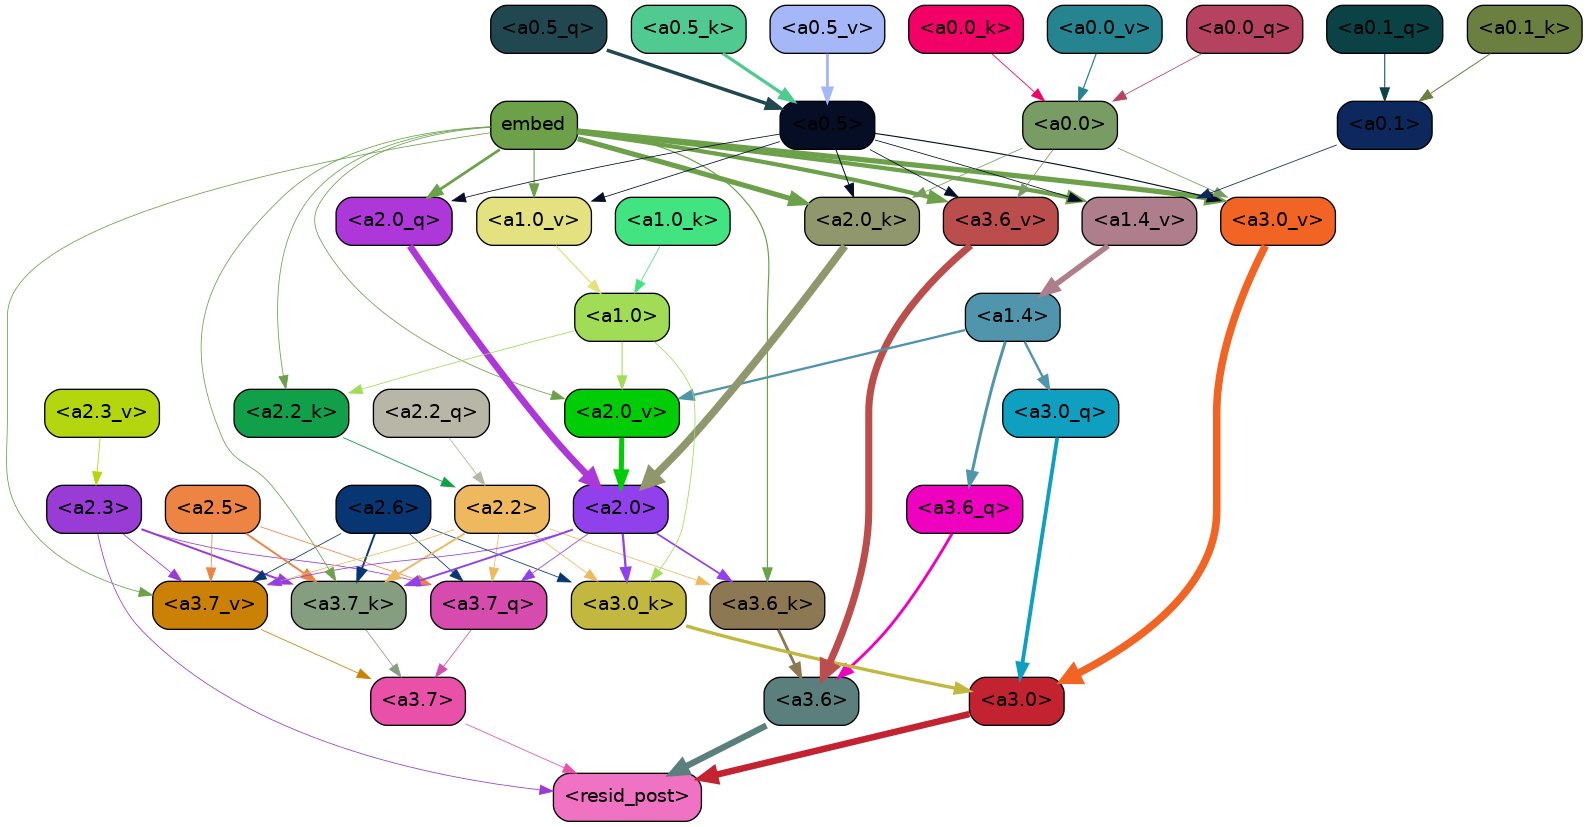 <a0.5_q> <a0.5_k> <a0.5_v> <a0.0_k> <a0.0_v> <a0.0_q> <a0.1_q> <a0.1_k>
embed <a0.5> <a0.0> <a0.1>
<a2.0_q> <a1.0_v> <a1.0_k> <a2.0_k> <a3.6_v> <a1.4_v> <a3.0_v>
<a1.0> <a1.4>
<a2.3_v> <a2.2_k> <a2.2_q> <a2.0_v> <a3.0_q>
<a2.3> <a2.5> <a2.6> <a2.2> <a2.0> <a3.6_q>
<a3.7_v> <a3.7_k> <a3.7_q> <a3.0_k> <a3.6_k>
<a3.7> <a3.6> <a3.0>
<resid_post>